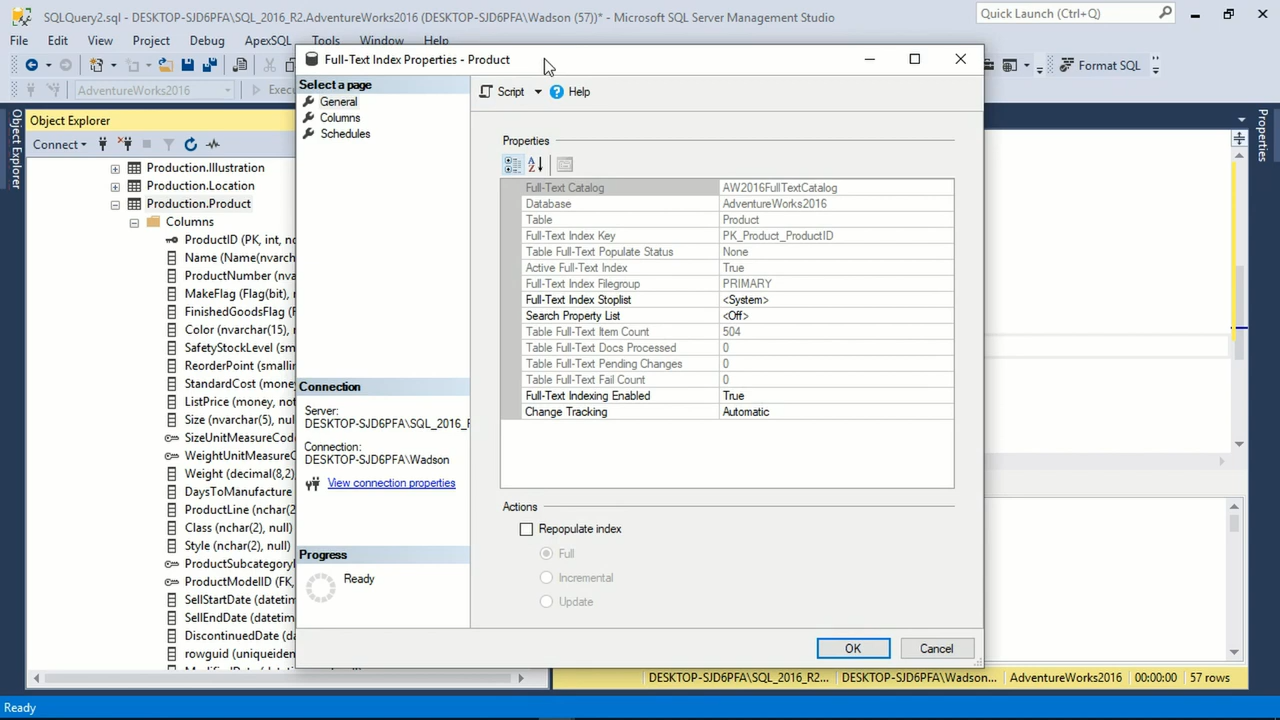 SQLQuery2.sql - DESKTOP-SJD6PFA\SQL_2016_R2.AdventureWorks2016 (DESKTOP-SJD6PFA\Wadson (57))* - Microsoft SQL Server Management Studio
Quick Launch (Ctrl+Q)
File Edit View Project Debug ApexSQL Tools Window Help
Format SQL
AdventureWorks2016
Object Explorer
Properties
Object Explorer
Connect
Production.Illustration
Production.Location
Production.Product
Columns
ProductID (PK, int, no
Name (Name(nvarch
ProductNumber (nva
MakeFlag (Flag(bit), n
FinishedGoodsFlag (
Color (nvarchar(15), n
SafetyStockLevel (sm
ReorderPoint (smallin
StandardCost (mone
ListPrice (money, not
Size (nvarchar(5), nul
SizeUnitMeasureCod
WeightUnitMeasureC
Weight (decimal(8,2)
DaysToManufacture
ProductLine (nchar(2
Class (nchar(2), null)
Style (nchar(2), null)
ProductSubcategory
ProductModelID (FK,
SellStartDate (datetim
SellEndDate (datetim
DiscontinuedDate (da
rowguid (uniqueiden
Full-Text Index Properties - Product
Select a page
General
Columns
Schedules
Script
Help
Properties
Full-Text Catalog AW2016FullTextCatalog
Database AdventureWorks2016
Table Product
Full-Text Index Key PK_Product_ProductID
Table Full-Text Populate Status None
Active Full-Text Index True
Full-Text Index Filegroup PRIMARY
Full-Text Index Stoplist <System>
Search Property List <Off>
Table Full-Text Item Count 504
Table Full-Text Docs Processed 0
Table Full-Text Pending Changes 0
Table Full-Text Fail Count 0
Full-Text Indexing Enabled True
Change Tracking Automatic
Connection
Server:
DESKTOP-SJD6PFA\SQL_2016_R
Connection:
DESKTOP-SJD6PFA\Wadson
View connection properties
Progress
Ready
Actions
Repopulate index
Full
Incremental
Update
OK Cancel
DESKTOP-SJD6PFA\SQL_2016_R2... DESKTOP-SJD6PFA\Wadson... AdventureWorks2016 00:00:00 57 rows
Ready